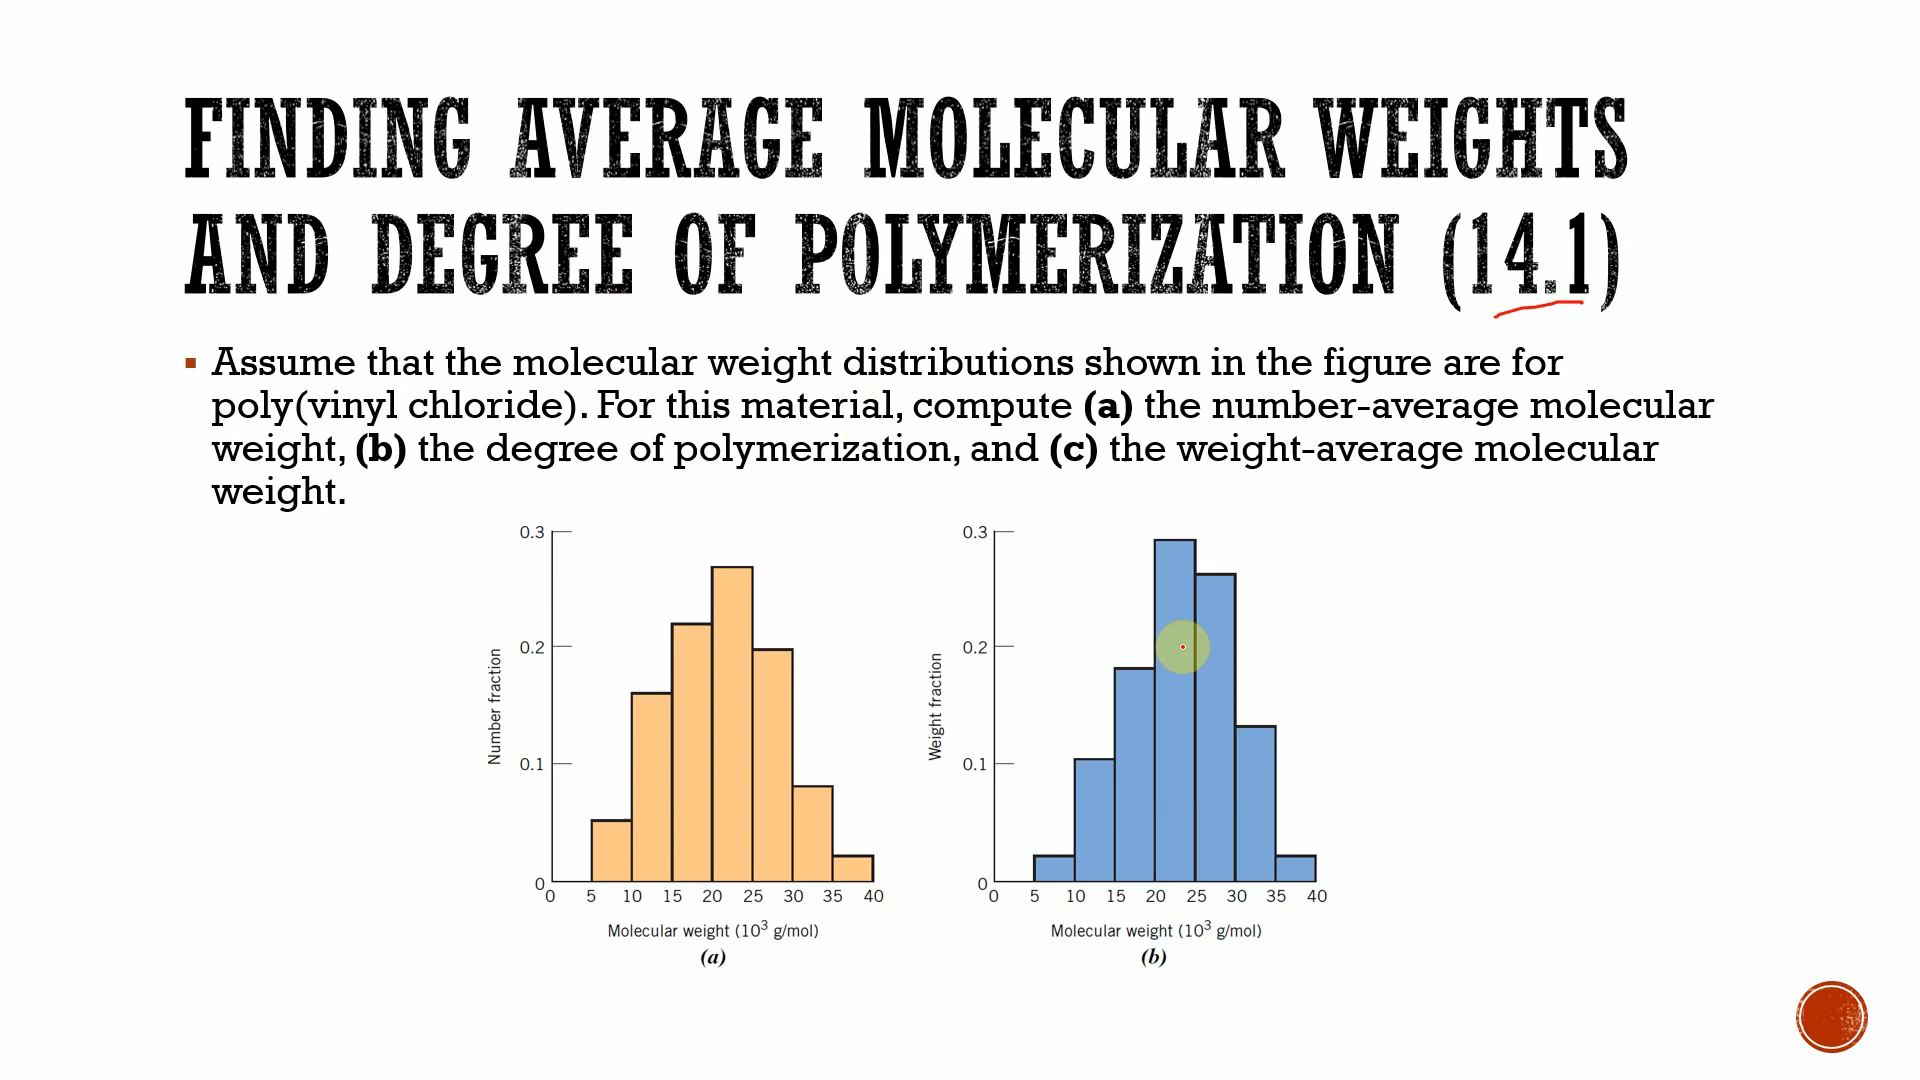 FINDING AVERAGE MOLECULAR WEIGHTS
AND DEGREE OF POLYMERIZATION (14.1)
▪ Assume that the molecular weight distributions shown in the figure are for
poly(vinyl chloride). For this material, compute (a) the number-average molecular
weight, (b) the degree of polymerization, and (c) the weight-average molecular
weight.
0.3
0.2
0.1
0
Number fraction
0 5 10 15 20 25 30 35 40
Molecular weight (10³ g/mol)
(a)
0.3
0.2
0.1
0
Weight fraction
0 5 10 15 20 25 30 35 40
Molecular weight (10³ g/mol)
(b)